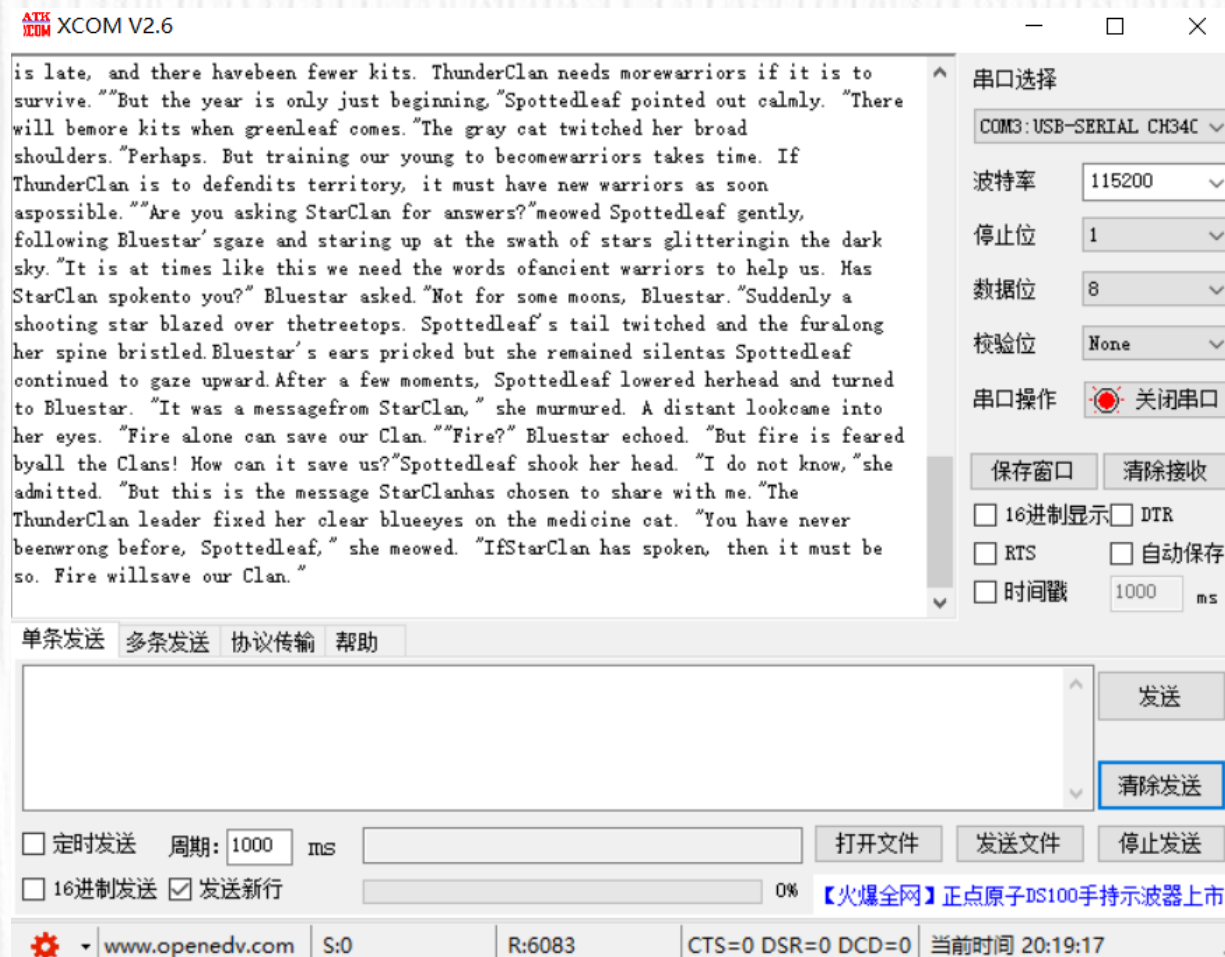 ATK XCOM XCOM V2.6
is late, and there havebeen fewer kits. ThunderClan needs morewarriors if it is to
survive."“But the year is only just beginning,"Spottedleaf pointed out calmly. "There
will bemore kits when greenleaf comes."The gray cat twitched her broad
shoulders."Perhaps. But training our young to becomewarriors takes time. If
ThunderClan is to defendits territory, it must have new warriors as soon
aspossible."“Are you asking StarClan for answers?"meowed Spottedleaf gently,
following Bluestar'sgaze and staring up at the swath of stars glitteringin the dark
sky."It is at times like this we need the words ofancient warriors to help us. Has
StarClan spokento you?" Bluestar asked."Not for some moons, Bluestar."Suddenly a
shooting star blazed over thetreetops. Spottedleaf's tail twitched and the furalong
her spine bristled.Bluestar's ears pricked but she remained silentas Spottedleaf
continued to gaze upward.After a few moments, Spottedleaf lowered herhead and turned
to Bluestar. "It was a messagefrom StarClan," she murmured. A distant lookcame into
her eyes. "Fire alone can save our Clan."“Fire?" Bluestar echoed. "But fire is feared
byall the Clans! How can it save us?"Spottedleaf shook her head. "I do not know,"she
admitted. "But this is the message StarClanhas chosen to share with me."The
ThunderClan leader fixed her clear blueeyes on the medicine cat. "You have never
beenwrong before, Spottedleaf," she meowed. "IfStarClan has spoken, then it must be
so. Fire willsave our Clan."
串口选择
COM3:USB-SERIAL CH340
波特率 115200
停止位 1
数据位 8
校验位 None
串口操作 关闭串口
保存窗口 清除接收
16进制显示 DTR
RTS 自动保存
时间戳 1000 ms
单条发送 多条发送 协议传输 帮助
发送
清除发送
定时发送 周期: 1000 ms 打开文件 发送文件 停止发送
16进制发送 发送新行 0% 【火爆全网】正点原子DS100手持示波器上市
www.openedv.com S:0 R:6083 CTS=0 DSR=0 DCD=0 当前时间 20:19:17